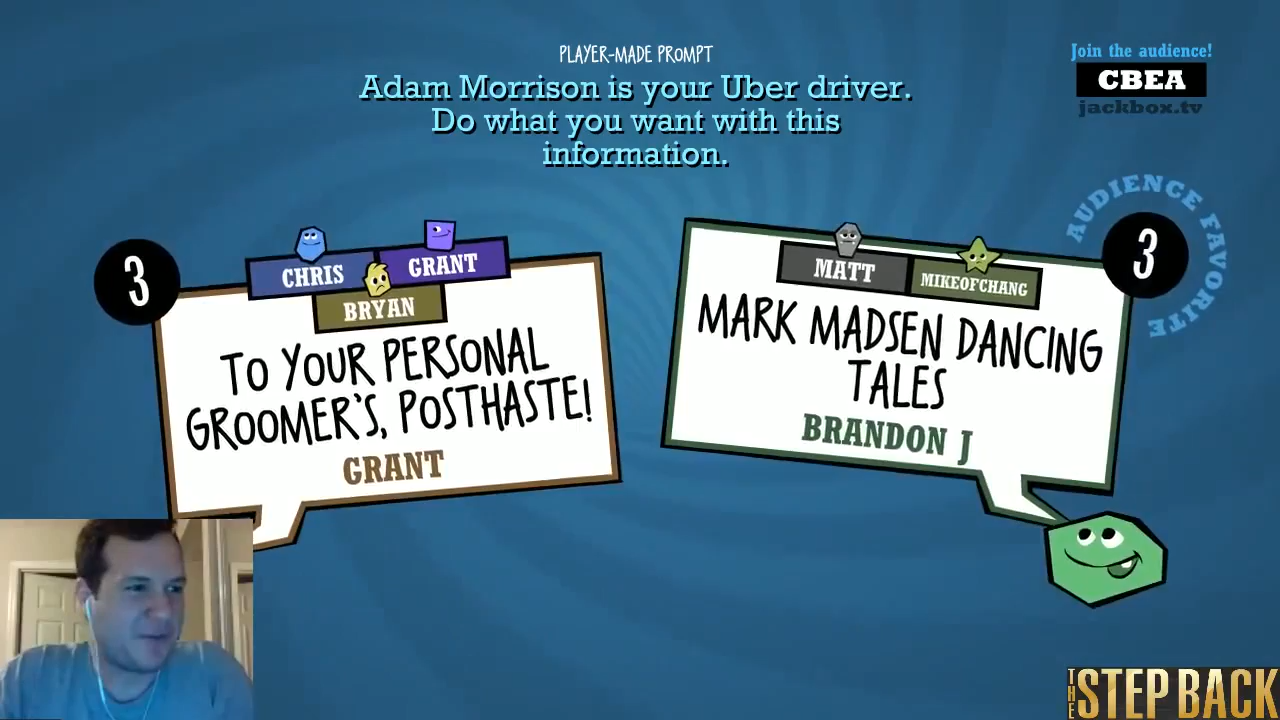 PLAYER-MADE PROMPT
Adam Morrison is your Uber driver.
Do what you want with this
information.
Join the audience!
CBEA
jackbox.tv
3
CHRIS
GRANT
BRYAN
TO YOUR PERSONAL
GROOMER'S, POSTHASTE!
GRANT
AUDIENCE FAVORITE
3
MATT
MIKEOFCHANG
MARK MADSEN DANCING
TALES
BRANDON J
THE STEP BACK